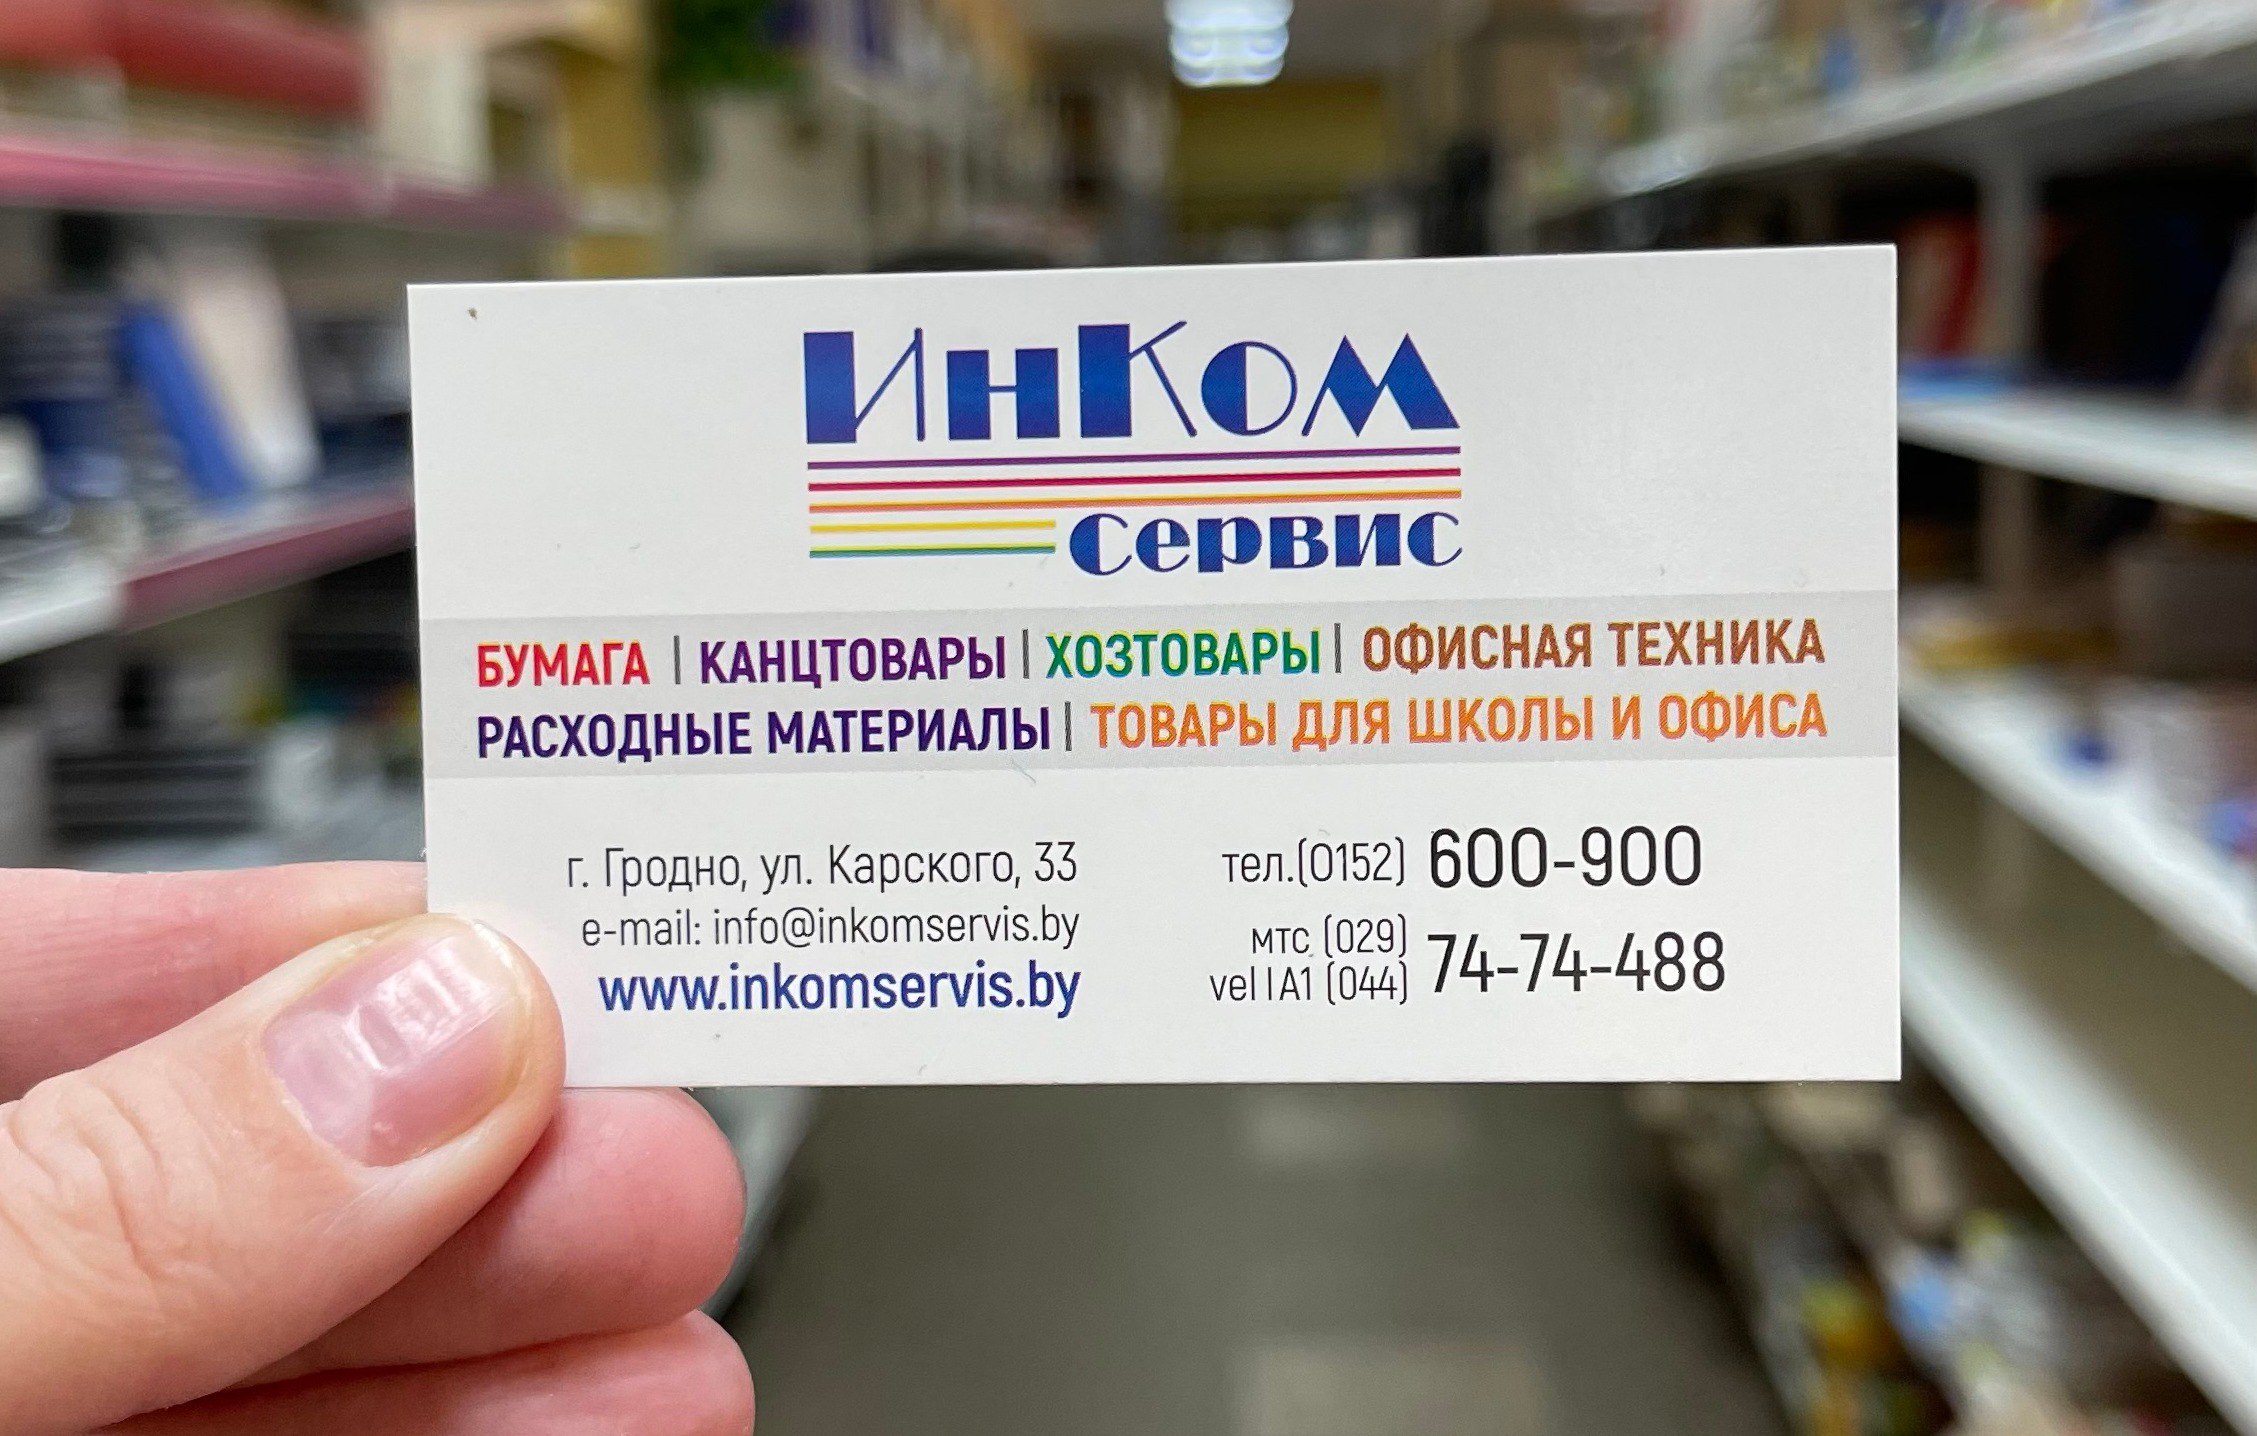 ИнКом
сервис
БУМАГА | КАНЦТОВАРЫ | ХОЗТОВАРЫ | ОФИСНАЯ ТЕХНИКА
РАСХОДНЫЕ МАТЕРИАЛЫ | ТОВАРЫ ДЛЯ ШКОЛЫ И ОФИСА
г. Гродно, ул. Карского, 33
e-mail: info@inkomservis.by
www.inkomservis.by
тел.(0152) 600-900
МТС (029)
vel | A1 (044) 74-74-488